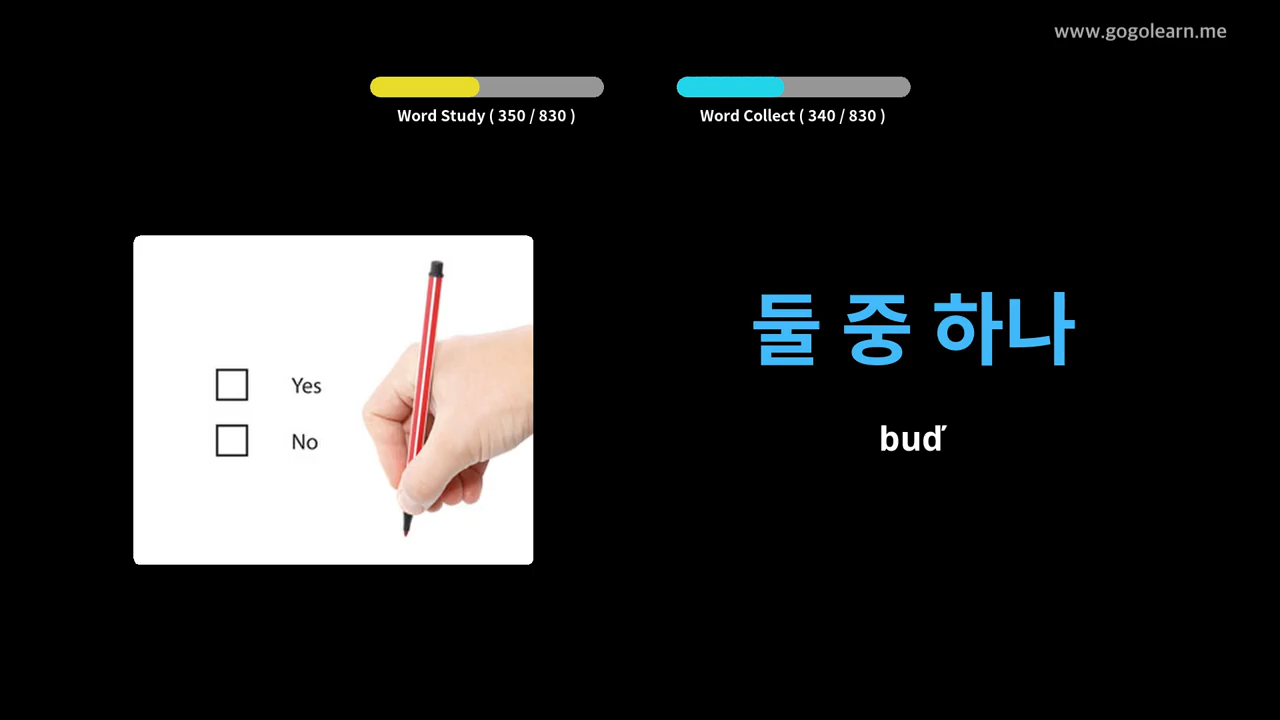 www.gogolearn.me
Word Study ( 350 / 830 )
Word Collect ( 340 / 830 )
Yes
No
둘 중 하나
buď